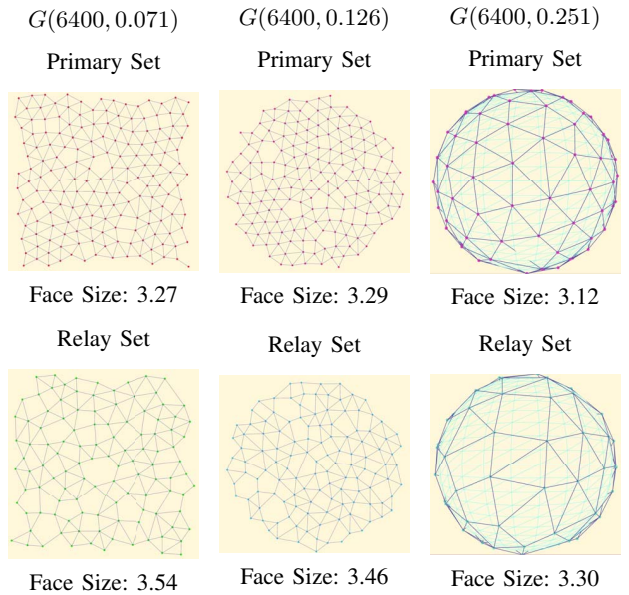 G(6400, 0.071) G(6400, 0.126) G(6400, 0.251)
Primary Set Primary Set Primary Set
Face Size: 3.27 Face Size: 3.29 Face Size: 3.12
Relay Set Relay Set Relay Set
Face Size: 3.54 Face Size: 3.46 Face Size: 3.30